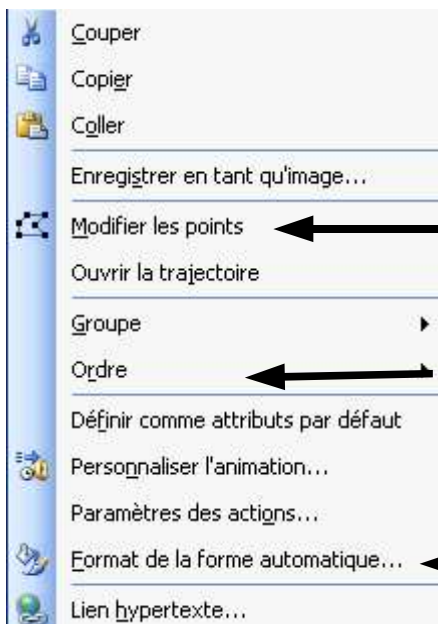 Couper
Copier
Coller
Enregistrer en tant qu'image...
Modifier les points
Ouvrir la trajectoire
Groupe
Ordre
Définir comme attributs par défaut
Personnaliser l'animation...
Paramètres des actions...
Format de la forme automatique...
Lien hypertexte...